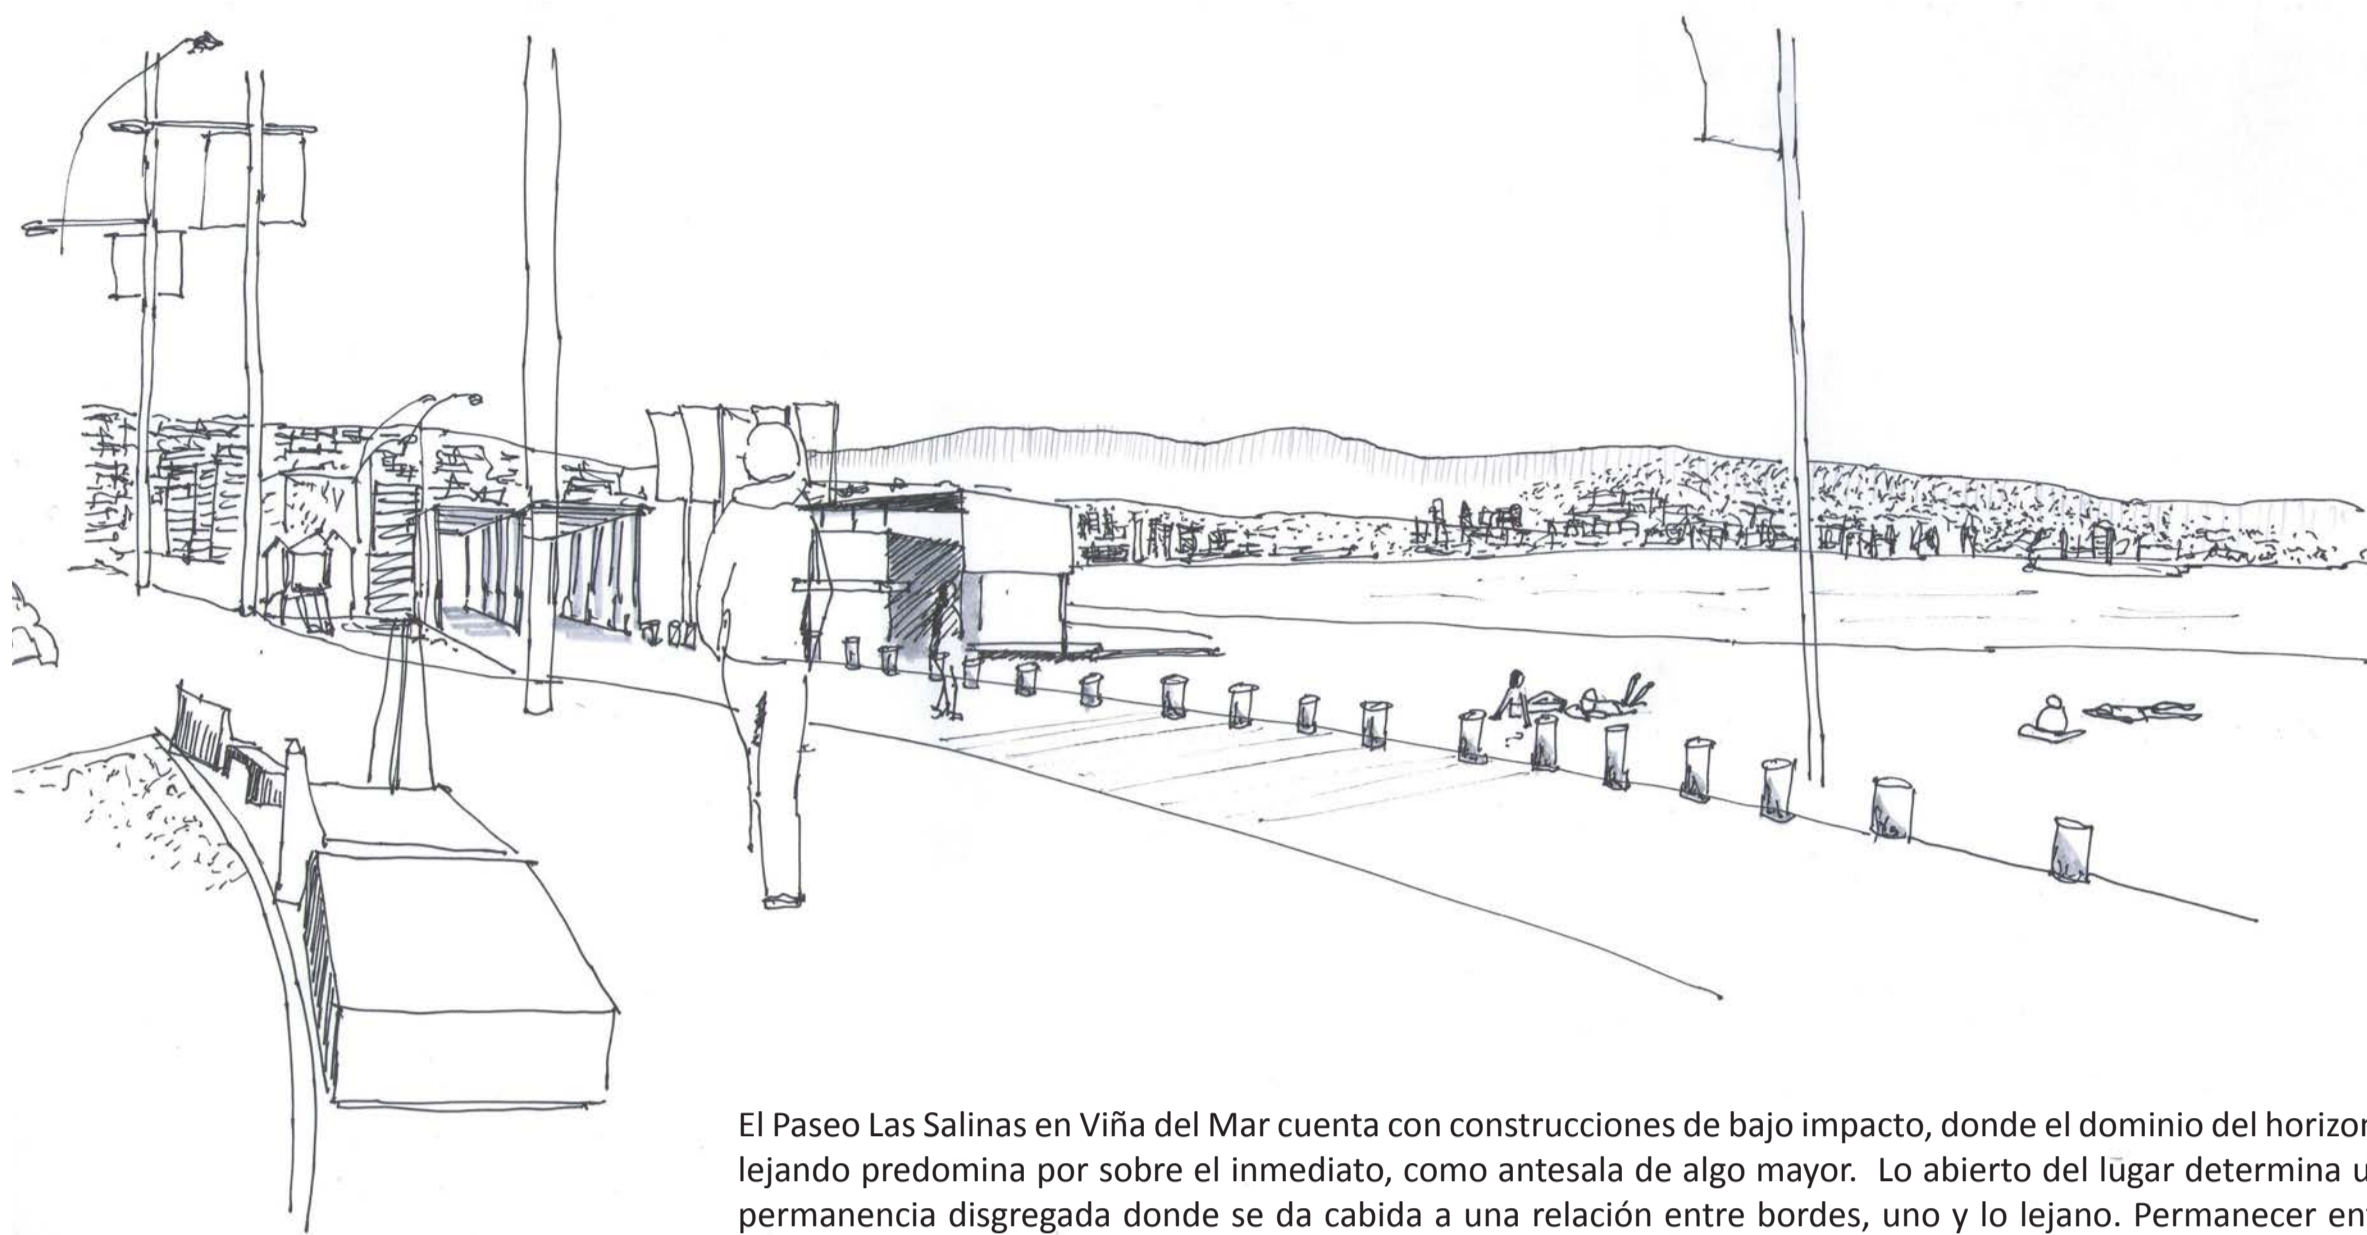 El Paseo Las Salinas en Viña del Mar cuenta con construcciones de bajo impacto, donde el dominio del horizon
lejando predomina por sobre el inmediato, como antesala de algo mayor. Lo abierto del lugar determina u
permanencia disgregada donde se da cabida a una relación entre bordes, uno y lo lejano. Permanecer ent